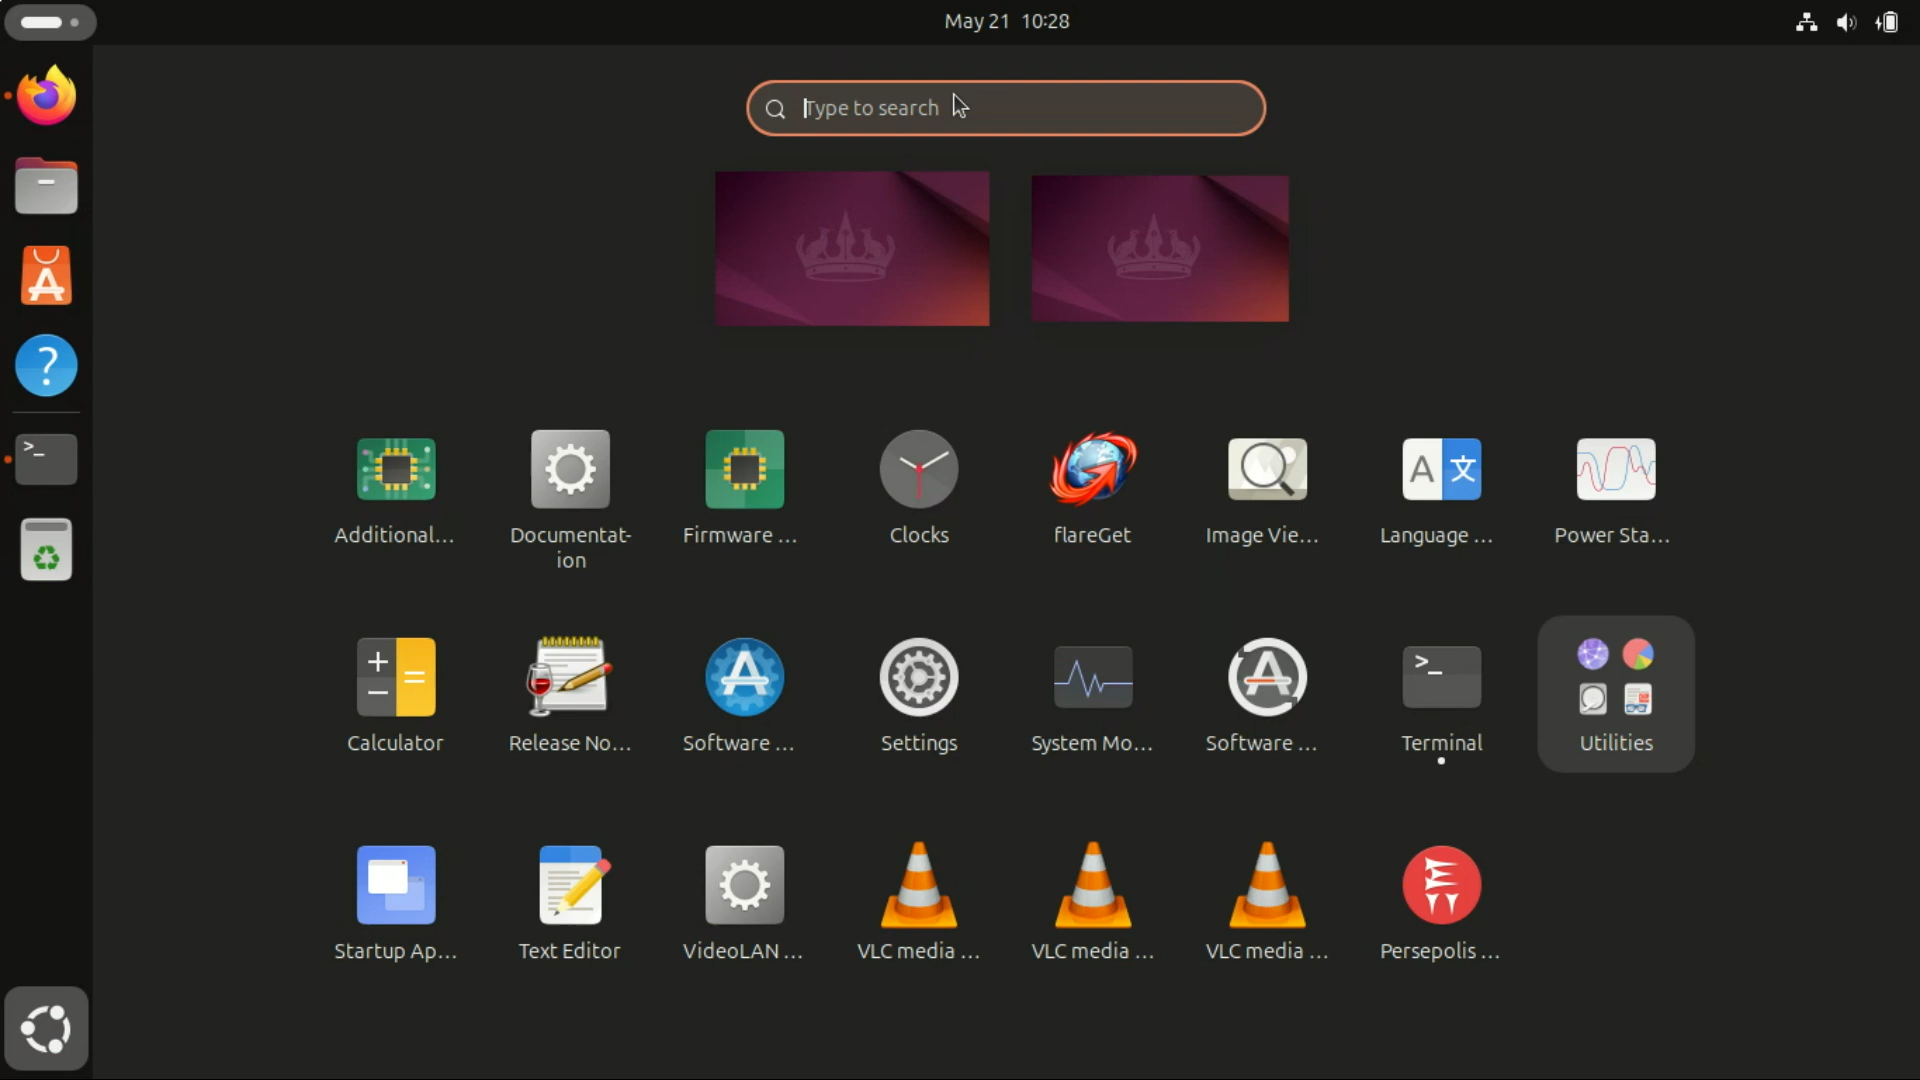 May 21 10:28
Type to search
Additional...
Documentat-
ion
Firmware ...
Clocks
flareGet
Image Vie...
Language ...
Power Sta...
Calculator
Release No...
Software ...
Settings
System Mo...
Software ...
Terminal
Utilities
Startup Ap...
Text Editor
VideoLAN ...
VLC media ...
VLC media ...
VLC media ...
Persepolis ...